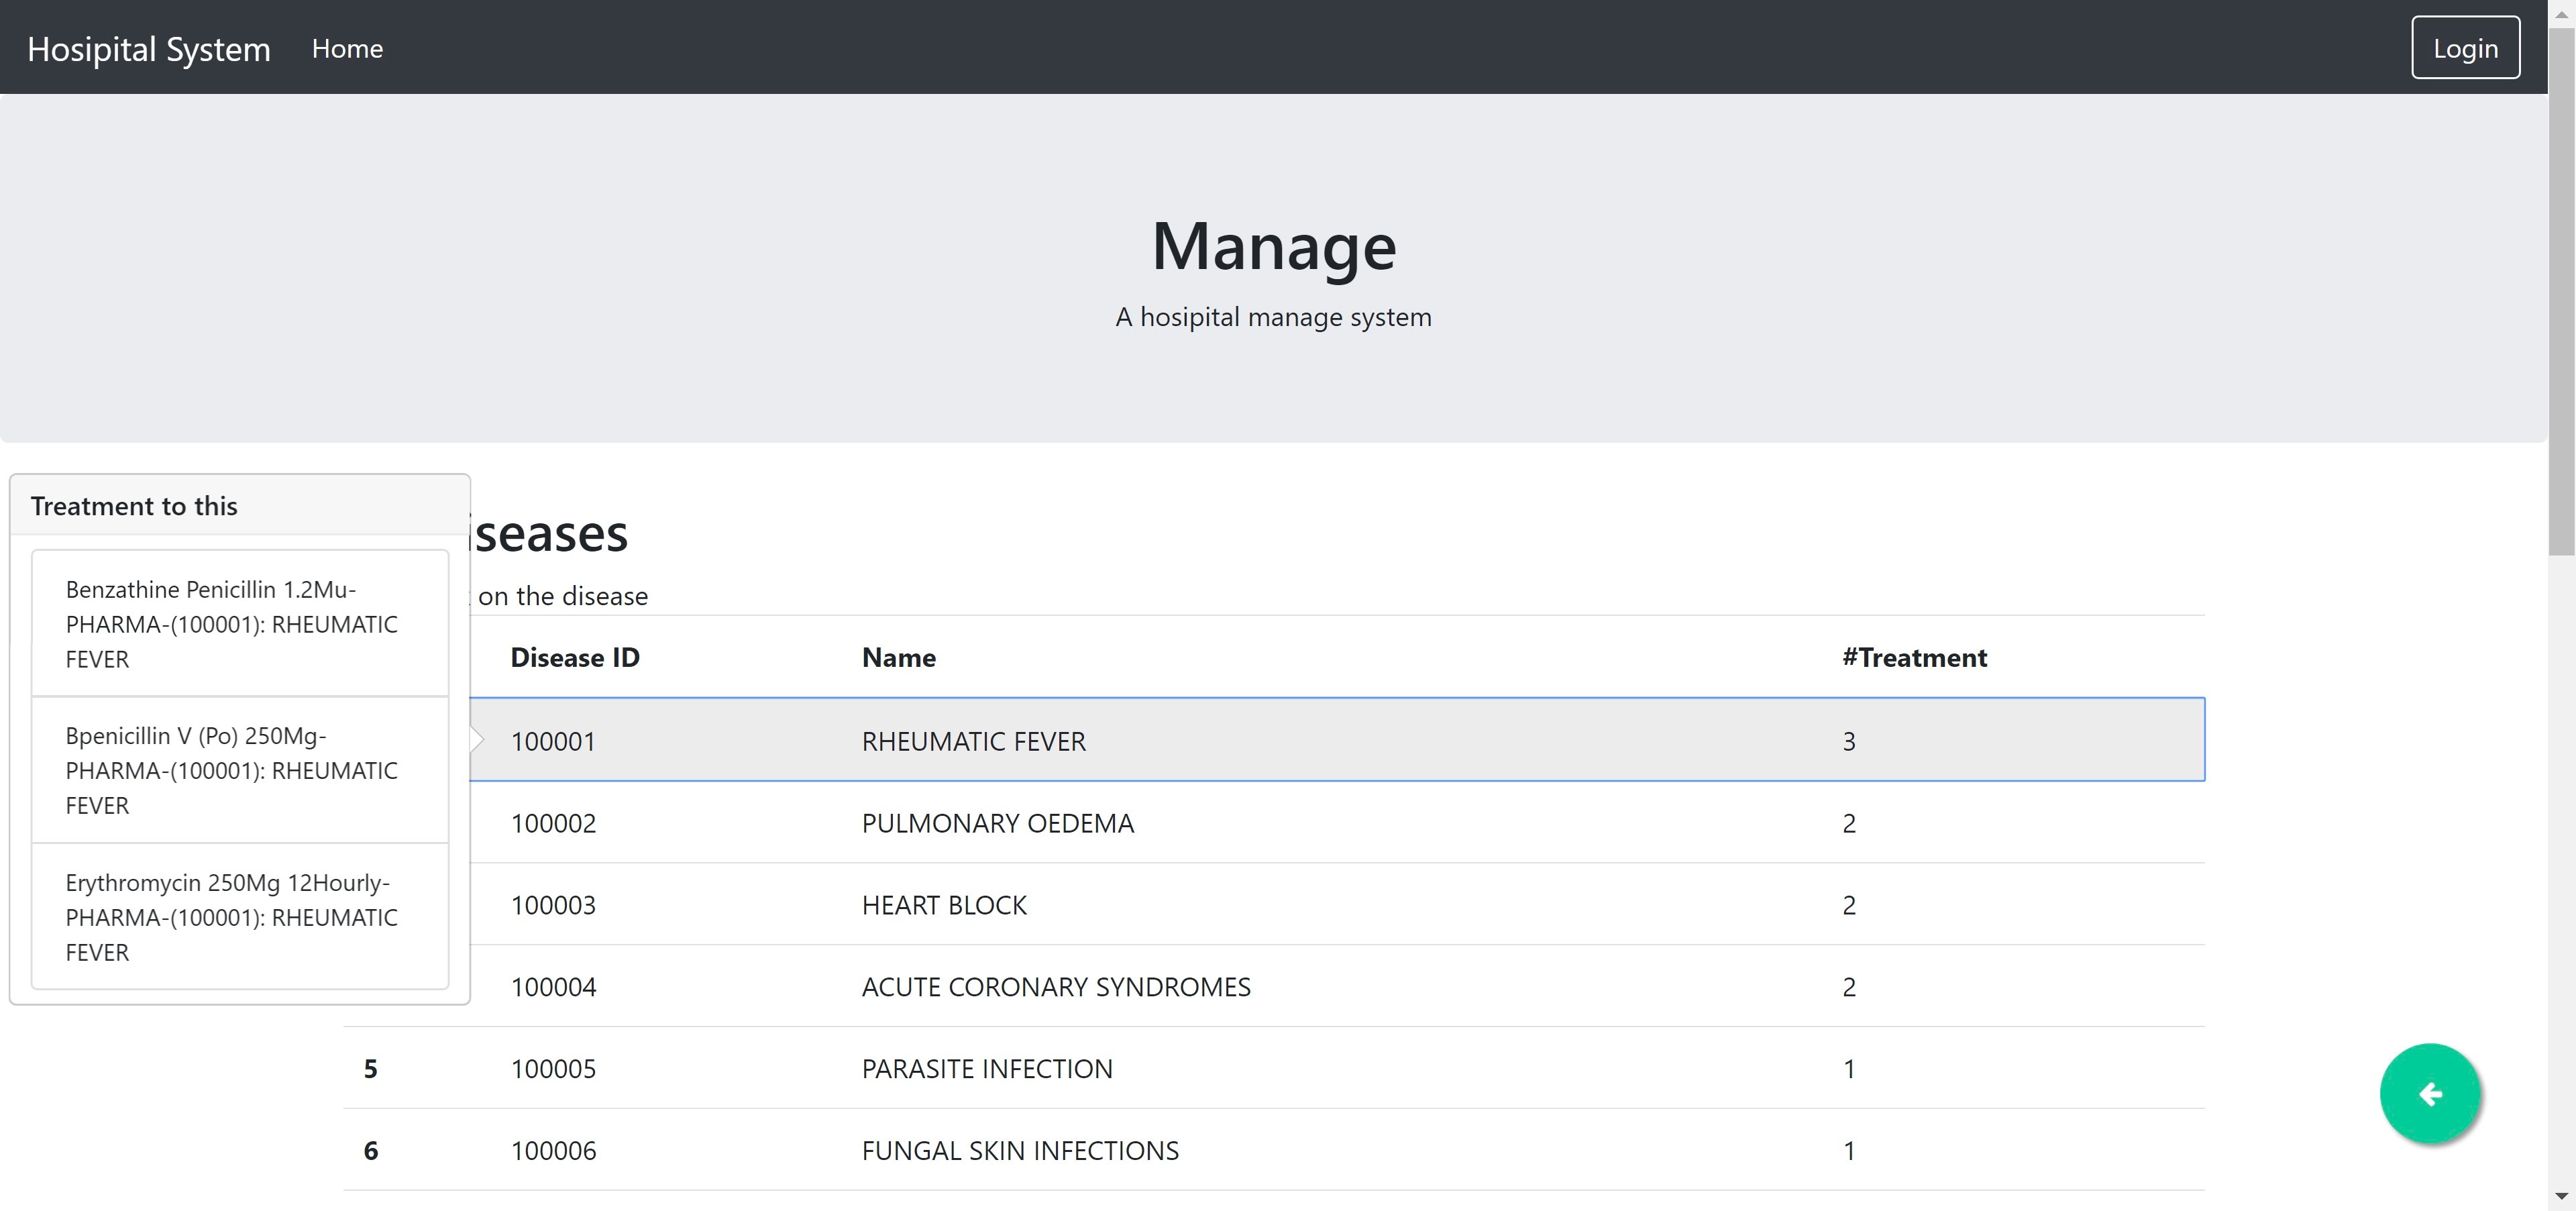 Hosipital System Home Login
Manage
A hosipital manage system
Treatment to this
Benzathine Penicillin 1.2Mu-
PHARMA-(100001): RHEUMATIC
FEVER
Bpenicillin V (Po) 250Mg-
PHARMA-(100001): RHEUMATIC
FEVER
Erythromycin 250Mg 12Hourly-
PHARMA-(100001): RHEUMATIC
FEVER
iseases
on the disease
Disease ID Name #Treatment
100001 RHEUMATIC FEVER 3
100002 PULMONARY OEDEMA 2
100003 HEART BLOCK 2
100004 ACUTE CORONARY SYNDROMES 2
5 100005 PARASITE INFECTION 1
6 100006 FUNGAL SKIN INFECTIONS 1